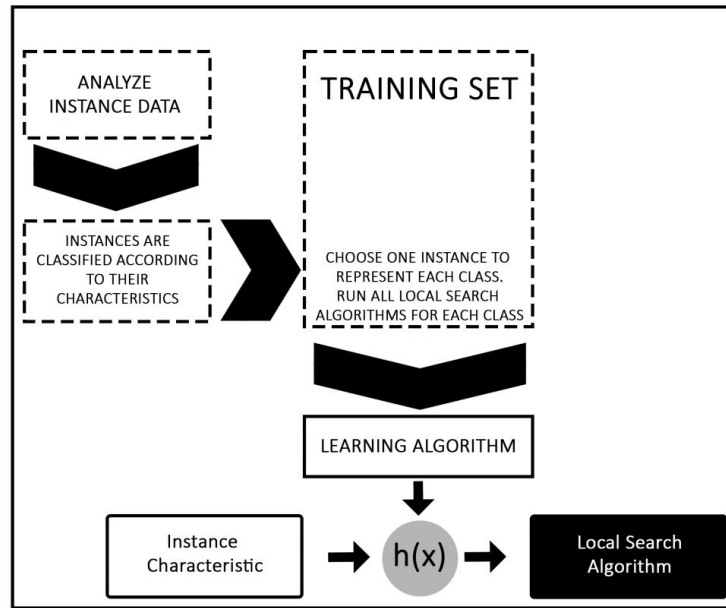 ANALYZE
INSTANCE DATA
INSTANCES ARE
CLASSIFIED ACCORDING
TO THEIR
CHARACTERISTICS
TRAINING SET
CHOOSE ONE INSTANCE TO
REPRESENT EACH CLASS.
RUN ALL LOCAL SEARCH
ALGORITHMS FOR EACH CLASS
LEARNING ALGORITHM
Instance
Characteristic
h(x)
Local Search
Algorithm